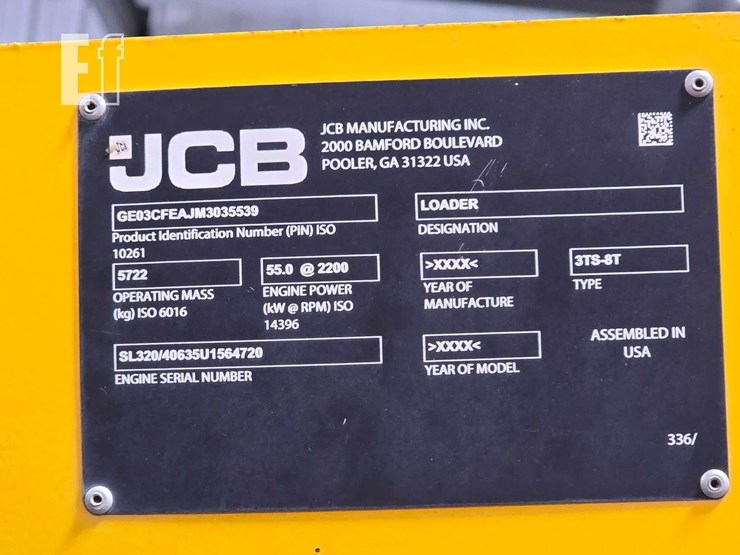 Ef
JCB
JCB MANUFACTURING INC.
2000 BAMFORD BOULEVARD
POOLER, GA 31322 USA
GE03CFEAJM3035539
Product Identification Number (PIN) ISO
10261
LOADER
DESIGNATION
5722
OPERATING MASS
(kg) ISO 6016
55.0 @ 2200
ENGINE POWER
(kW @ RPM) ISO
14396
>XXXX<
YEAR OF
MANUFACTURE
3TS-8T
TYPE
SL320/40635U1564720
ENGINE SERIAL NUMBER
>XXXX<
YEAR OF MODEL
ASSEMBLED IN
USA
336/